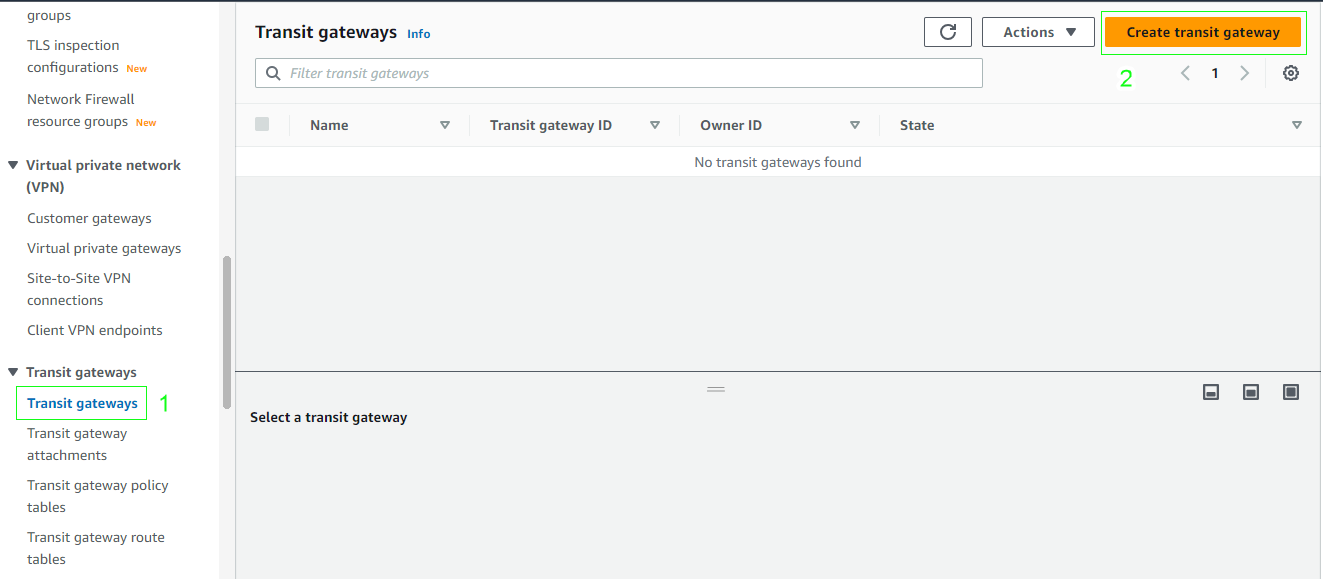 groups
TLS inspection
configurations New
Network Firewall
resource groups New
Virtual private network
(VPN)
Customer gateways
Virtual private gateways
Site-to-Site VPN
connections
Client VPN endpoints
Transit gateways
Transit gateways 1
Transit gateway
attachments
Transit gateway policy
tables
Transit gateway route
tables
Transit gateways Info
Actions
Create transit gateway
Filter transit gateways
2
1
Name Transit gateway ID Owner ID State
No transit gateways found
Select a transit gateway